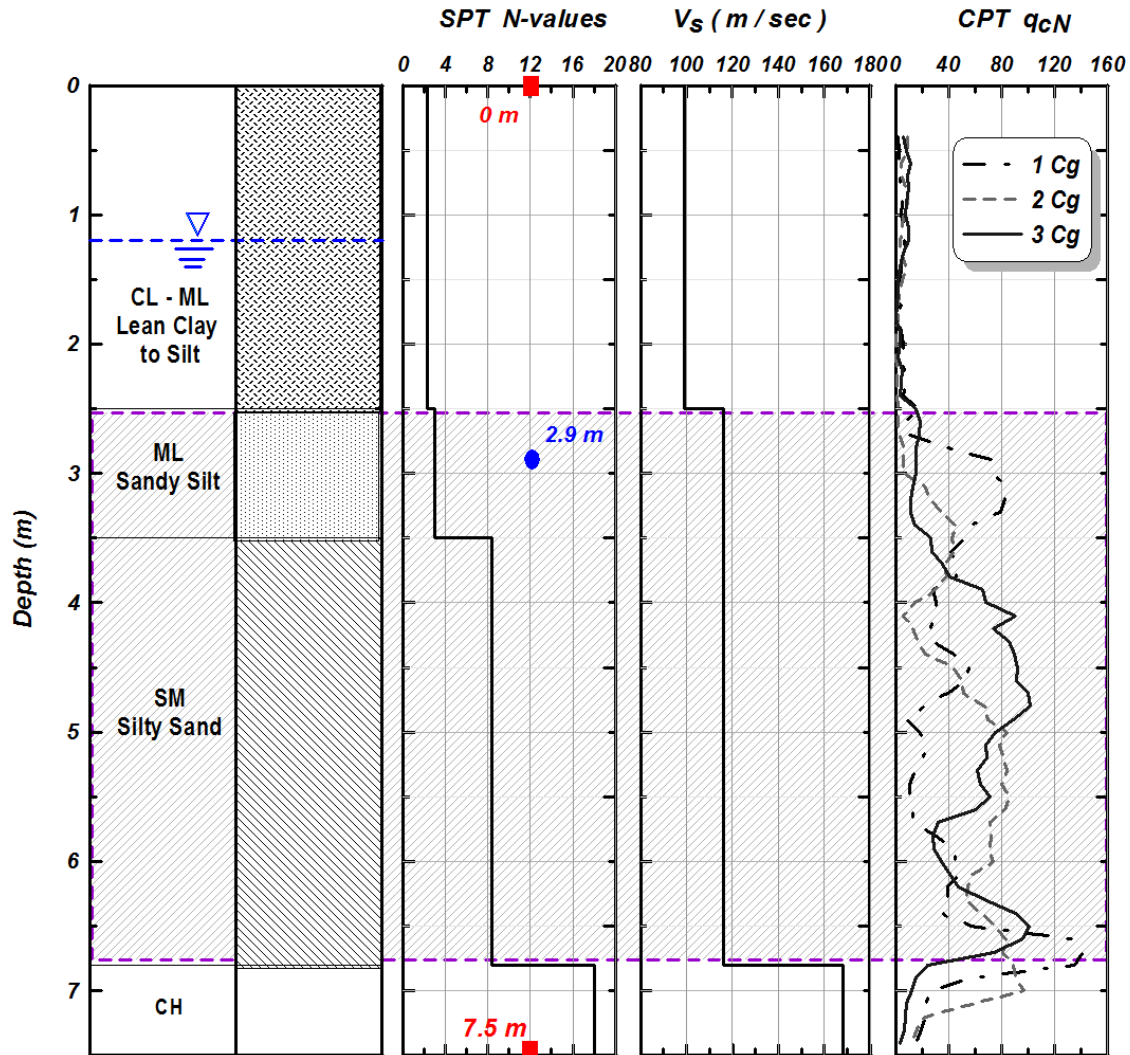 SPT N-values
Vs ( m / sec )
CPT qcN
0 4 8 12 16 20
80 100 120 140 160 180
0 40 80 120 160
0
1
2
3
4
5
6
7
Depth (m)
0 m
1 Cg
2 Cg
3 Cg
CL - ML
Lean Clay
to Silt
2.9 m
ML
Sandy Silt
SM
Silty Sand
CH
7.5 m